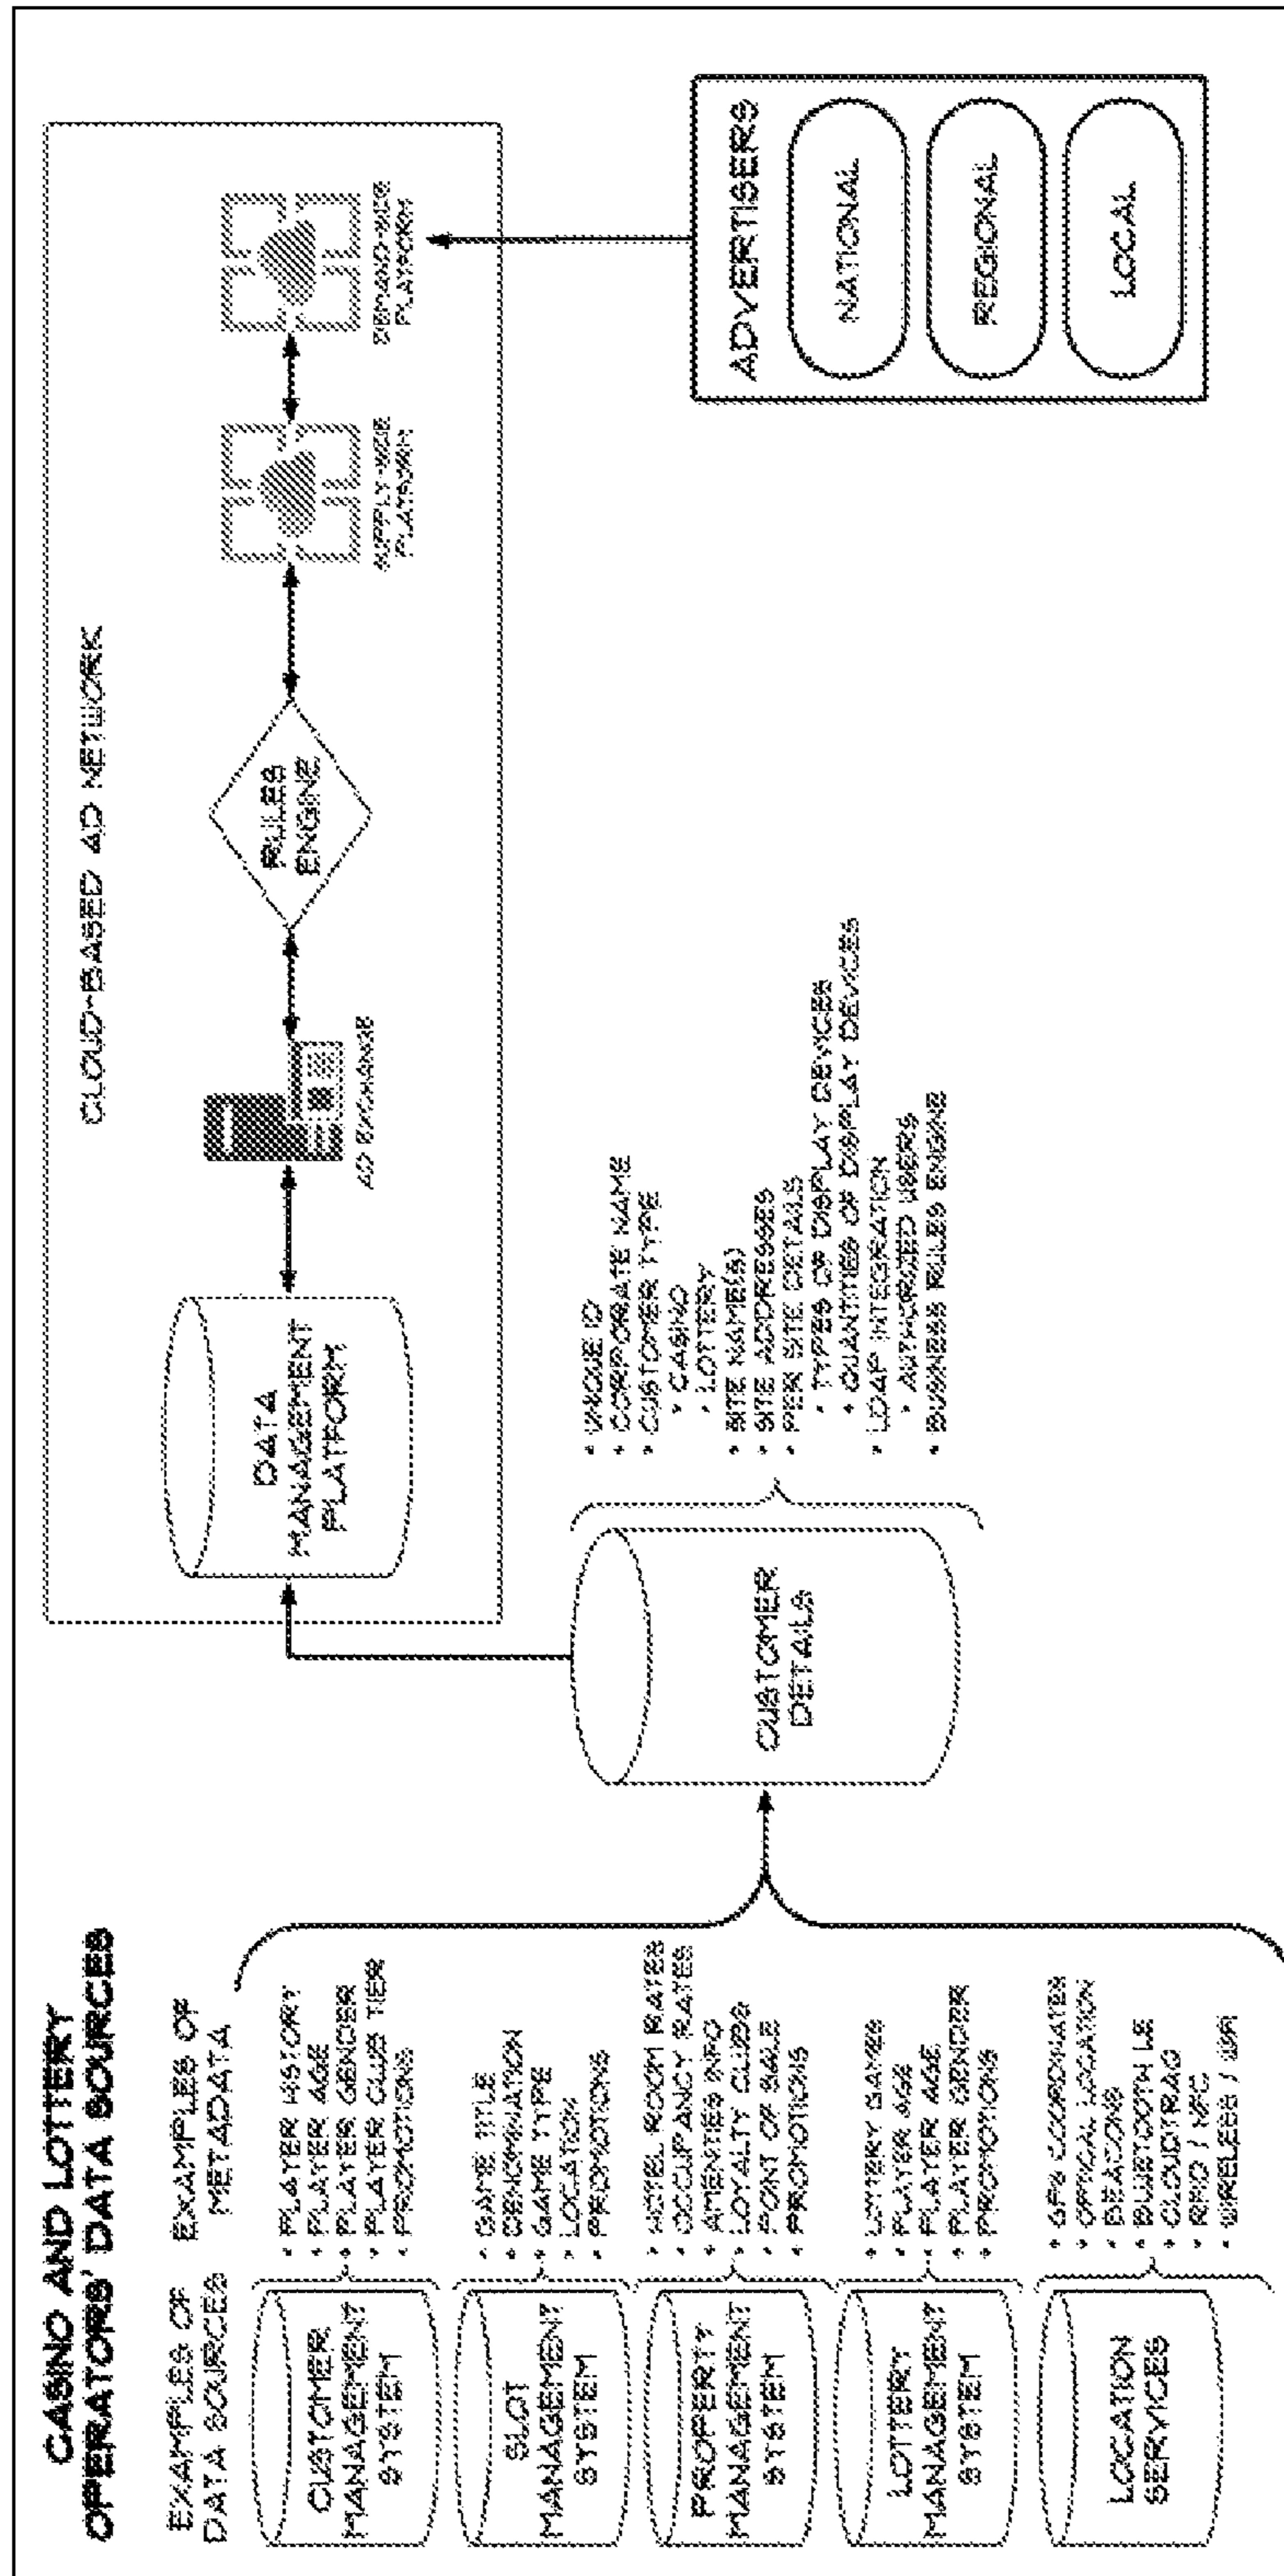 CASINO AND LOTTERY
OPERATORS' DATA SOURCES
EXAMPLES OF
DATA SOURCES
EXAMPLES OF
METADATA
CUSTOMER
MANAGEMENT
SYSTEM
• PLAYER HISTORY
• PLAYER AGE
• PLAYER GENDER
• PLAYER CLUB TIER
• PROMOTIONS
SLOT
MANAGEMENT
SYSTEM
• GAME TITLE
• DENOMINATION
• GAME TYPE
• LOCATION
• PROMOTIONS
PROPERTY
MANAGEMENT
SYSTEM
• HOTEL ROOM RATES
• OCCUPANCY RATES
• AMENITIES INFO
• LOYALTY CLUBS
• POINT OF SALE
• PROMOTIONS
LOTTERY
MANAGEMENT
SYSTEM
• LOTTERY GAMES
• PLAYER AGE
• PLAYER AGE
• PLAYER GENDER
• PROMOTIONS
LOCATION
SERVICES
• GPS COORDINATES
• OPTICAL LOCATION
• BEACONS
• BLUETOOTH LE
• CLOUDTRAQ
• RFID / NFC
• WIRELESS / WIFI
CUSTOMER
DETAILS
• UNIQUE ID
• CORPORATE NAME
• CUSTOMER TYPE
• CASINO
• LOTTERY
• SITE NAME(S)
• SITE ADDRESSES
• PER SITE DETAILS
• TYPES OF DISPLAY DEVICES
• QUANTITIES OF DISPLAY DEVICES
• LDAP INTEGRATION
• AUTHORIZED USERS
• BUSINESS RULES ENGINE
CLOUD-BASED AD NETWORK
DATA
MANAGEMENT
PLATFORM
AD EXCHANGE
RULES
ENGINE
SUPPLY-SIDE
PLATFORM
DEMAND-SIDE
PLATFORM
ADVERTISERS
NATIONAL
REGIONAL
LOCAL